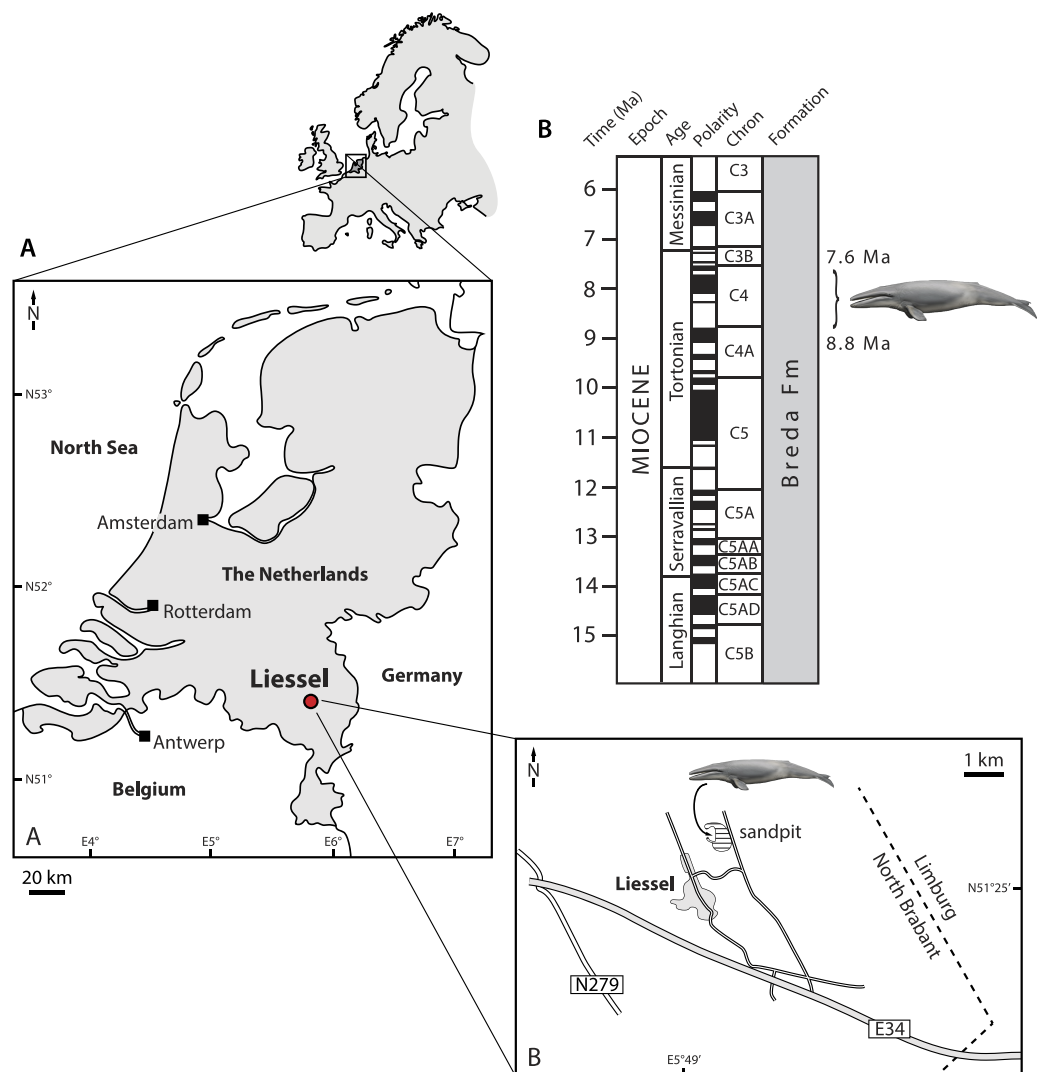 A
N
N53°
North Sea
Amsterdam
N52°
The Netherlands
Rotterdam
Liessel
Germany
Antwerp
N51°
Belgium
A
E4°
E5°
E6°
E7°
20 km
B
Time (Ma)
Epoch
Age
Polarity
Chron
Formation
6
7
8
9
10
11
12
13
14
15
MIOCENE
Messinian
Tortonian
Serravallian
Langhian
C3
C3A
C3B
C4
C4A
C5
C5A
C5AA
C5AB
C5AC
C5AD
C5B
Breda Fm
7.6 Ma
8.8 Ma
N
1 km
sandpit
Liessel
Limburg
North Brabant
N51°25'
N279
E34
B
E5°49'